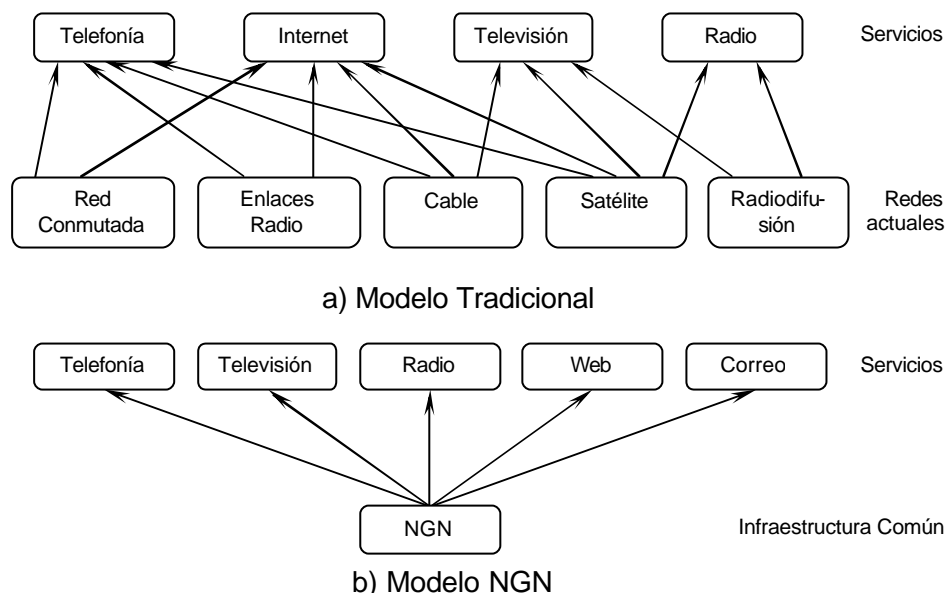 Telefonía Internet Televisión Radio Servicios
Red Enlaces Cable Satélite Radiodifu- Redes
Conmutada Radio sión actuales
a) Modelo Tradicional
Telefonía Televisión Radio Web Correo Servicios
NGN Infraestructura Común
b) Modelo NGN